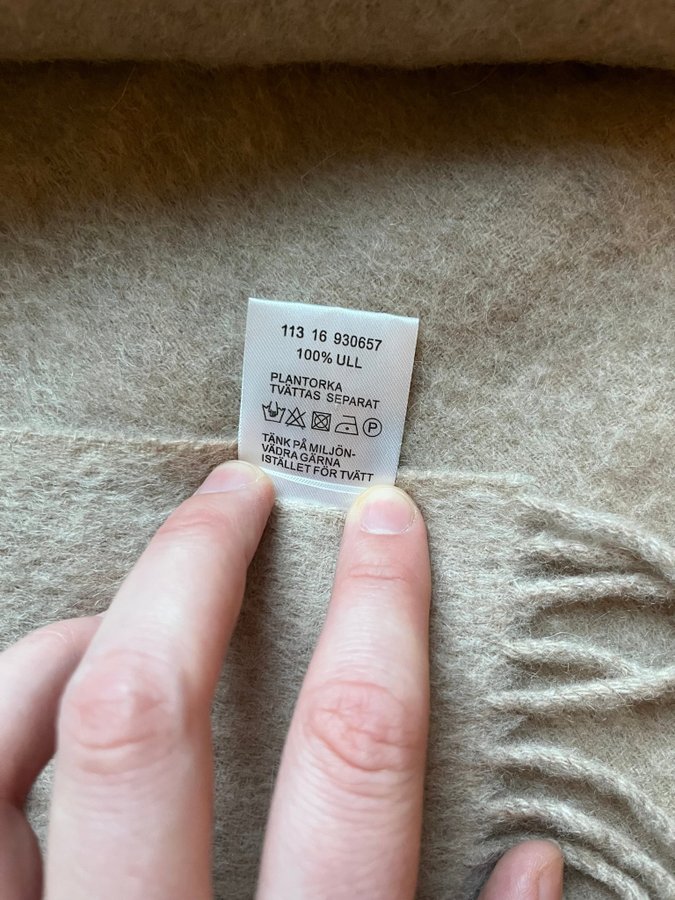 113 16 930657
100% ULL
PLANTORKA
TVÄTTAS SEPARAT
P
TÄNK PÅ MILJÖN-
VÄDRA GÄRNA
ISTÄLLET FÖR TVÄTT